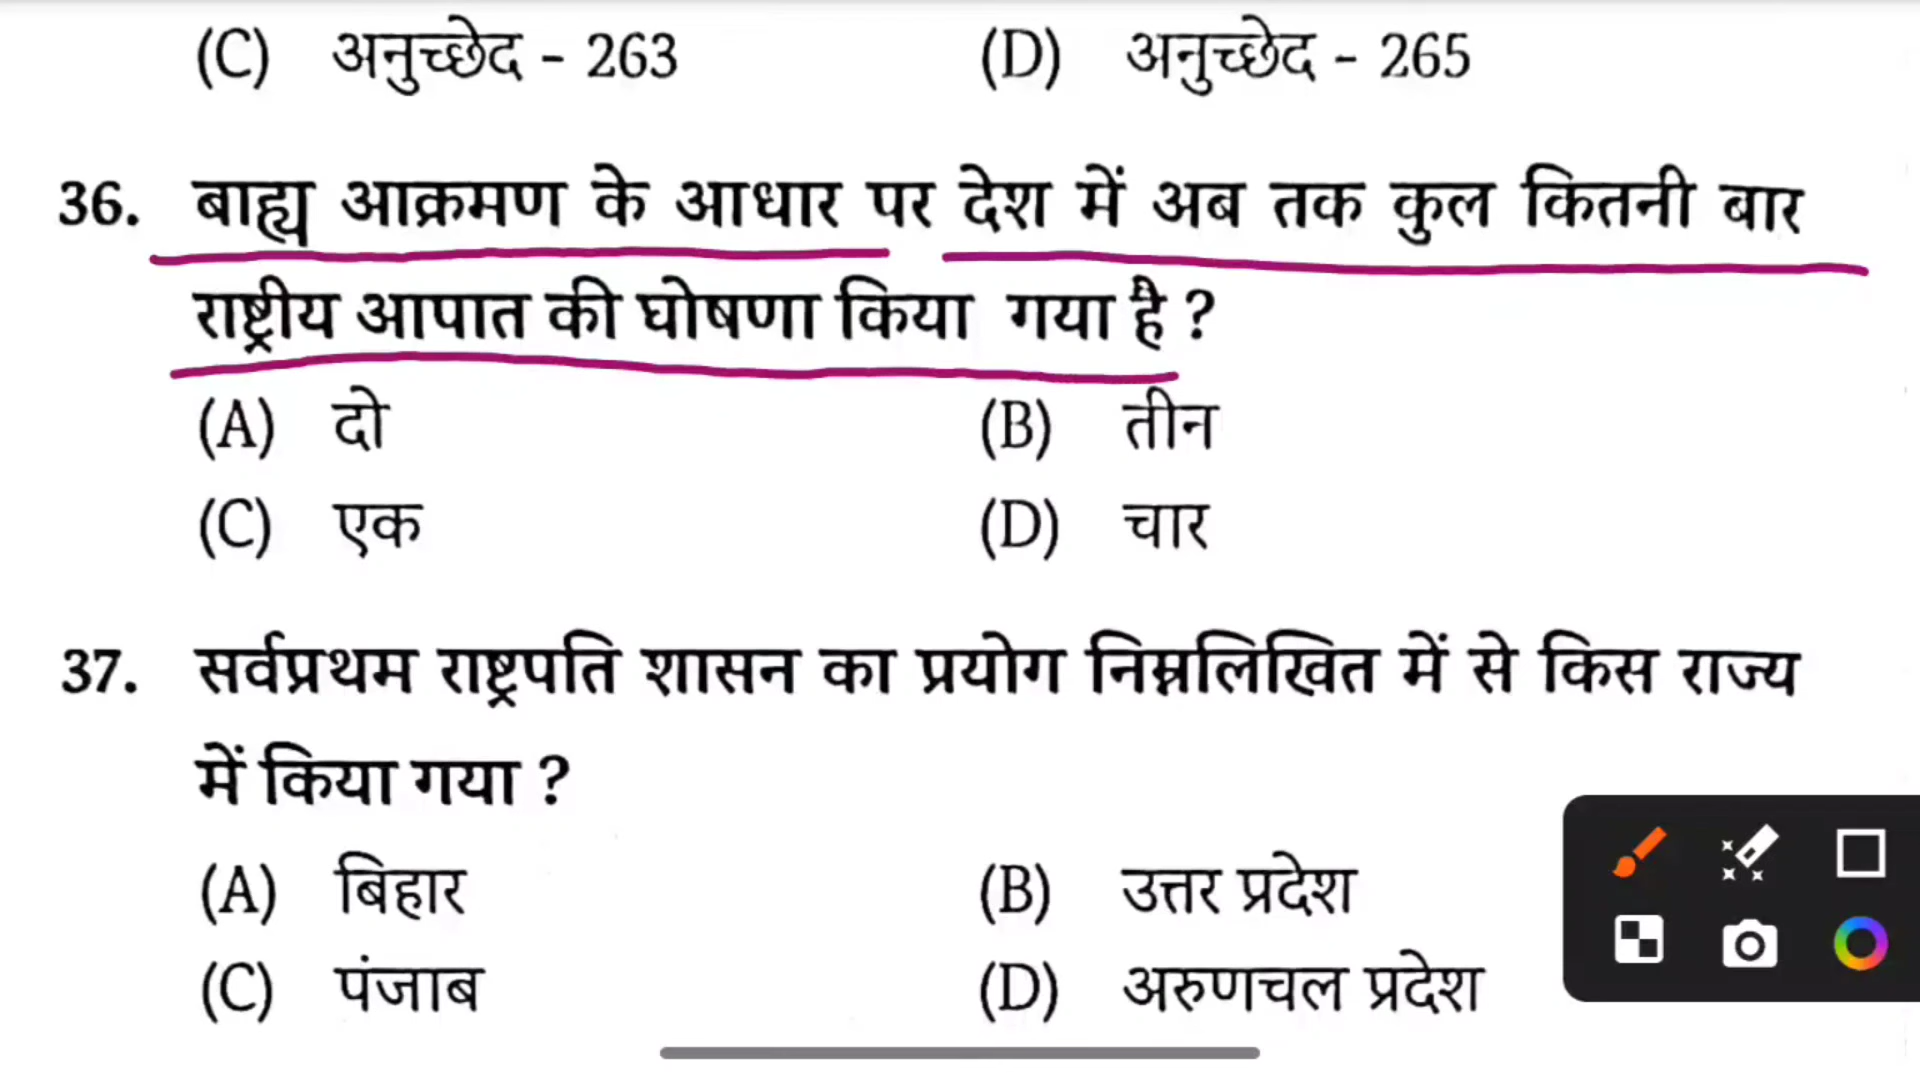 (C) अनुच्छेद - 263 (D) अनुच्छेद - 265
36. बाह्य आक्रमण के आधार पर देश में अब तक कुल कितनी बार
राष्ट्रीय आपात की घोषणा किया गया है ?
(A) दो (B) तीन
(C) एक (D) चार
37. सर्वप्रथम राष्ट्रपति शासन का प्रयोग निम्नलिखित में से किस राज्य
में किया गया ?
(A) बिहार (B) उत्तर प्रदेश
(C) पंजाब (D) अरुणचल प्रदेश